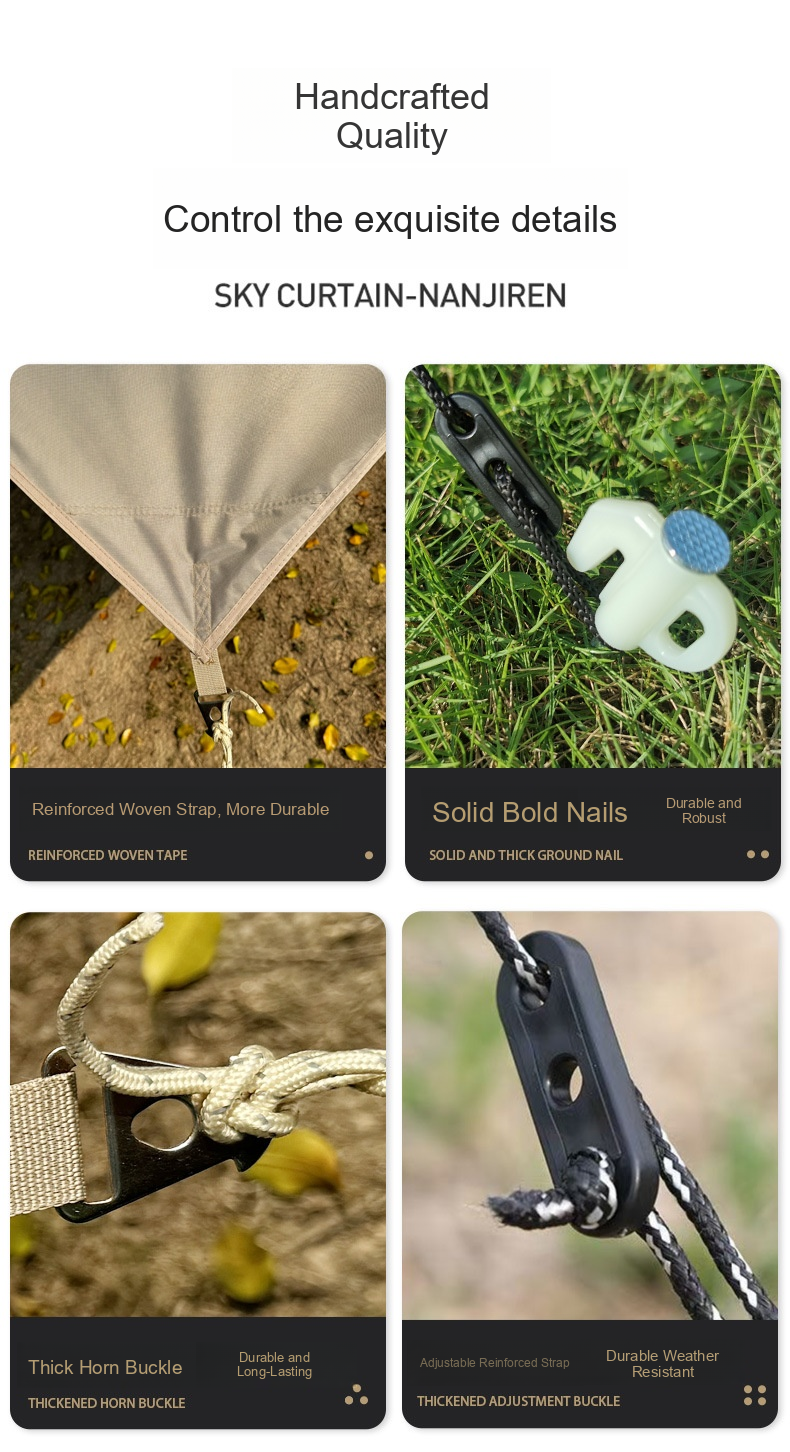 Handcrafted
Quality
Control the exquisite details
SKY CURTAIN-NANJIREN
Reinforced Woven Strap, More Durable
REINFORCED WOVEN TAPE
Solid Bold Nails
Durable and
Robust
SOLID AND THICK GROUND NAIL
Thick Horn Buckle
Durable and
Long-Lasting
THICKENED HORN BUCKLE
Adjustable Reinforced Strap
Durable Weather
Resistant
THICKENED ADJUSTMENT BUCKLE